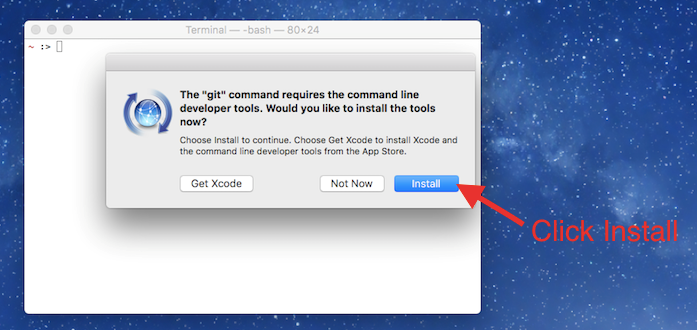 Terminal — -bash — 80×24
~ :>
The "git" command requires the command line
developer tools. Would you like to install the tools
now?
Choose Install to continue. Choose Get Xcode to install Xcode and
the command line developer tools from the App Store.
Get Xcode
Not Now
Install
Click Install